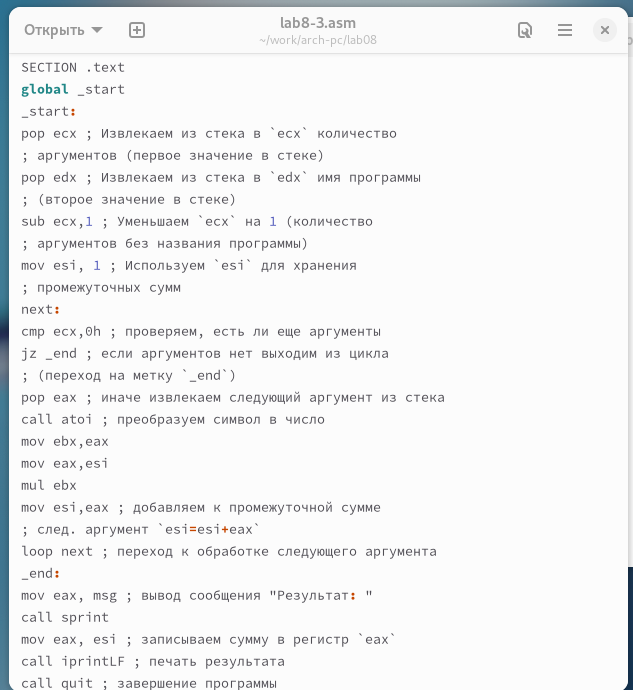 Открыть
lab8-3.asm
~/work/arch-pc/lab08
SECTION .text
global _start
_start:
pop ecx ; Извлекаем из стека в `ecx` количество
; аргументов (первое значение в стеке)
pop edx ; Извлекаем из стека в `edx` имя программы
; (второе значение в стеке)
sub ecx,1 ; Уменьшаем `ecx` на 1 (количество
; аргументов без названия программы)
mov esi, 1 ; Используем `esi` для хранения
; промежуточных сумм
next:
cmp ecx,0h ; проверяем, есть ли еще аргументы
jz _end ; если аргументов нет выходим из цикла
; (переход на метку `_end`)
pop eax ; иначе извлекаем следующий аргумент из стека
call atoi ; преобразуем символ в число
mov ebx,eax
mov eax,esi
mul ebx
mov esi,eax ; добавляем к промежуточной сумме
; след. аргумент `esi=esi+eax`
loop next ; переход к обработке следующего аргумента
_end:
mov eax, msg ; вывод сообщения "Результат: "
call sprint
mov eax, esi ; записываем сумму в регистр `eax`
call iprintLF ; печать результата
call quit ; завершение программы